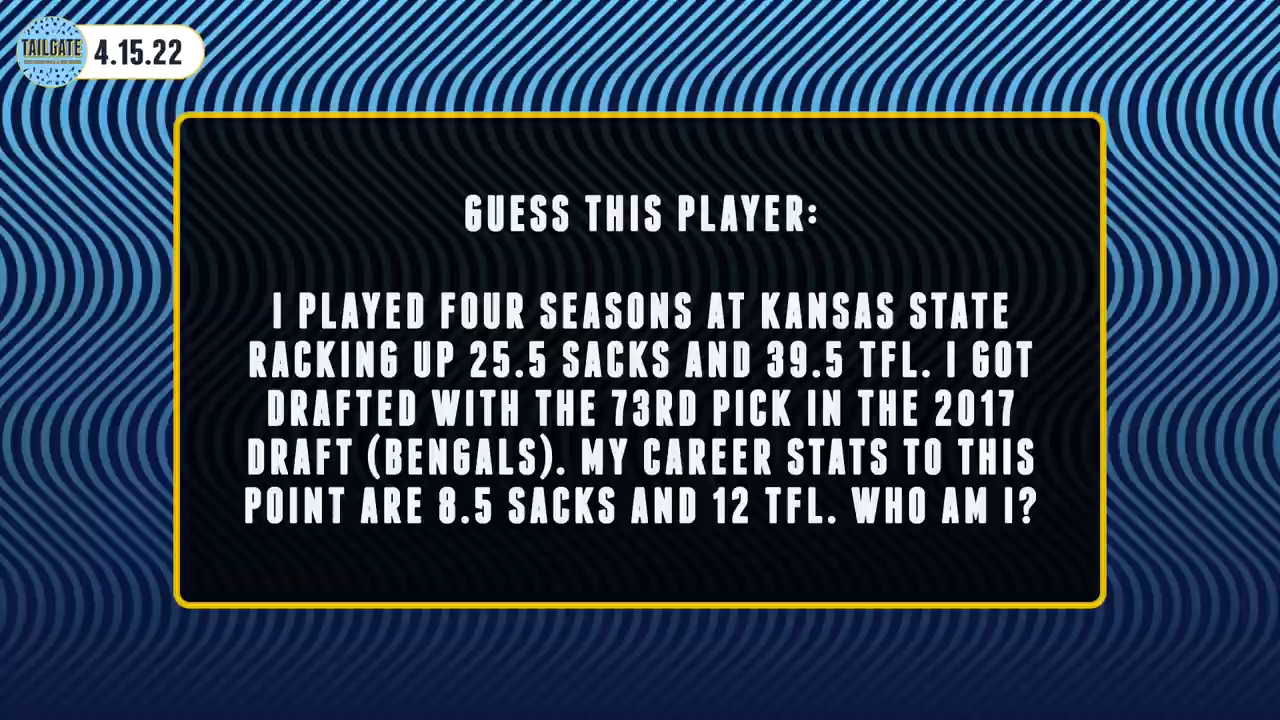 TAILGATE
4.15.22
GUESS THIS PLAYER:
I PLAYED FOUR SEASONS AT KANSAS STATE
RACKING UP 25.5 SACKS AND 39.5 TFL. I GOT
DRAFTED WITH THE 73RD PICK IN THE 2017
DRAFT (BENGALS). MY CAREER STATS TO THIS
POINT ARE 8.5 SACKS AND 12 TFL. WHO AM I?